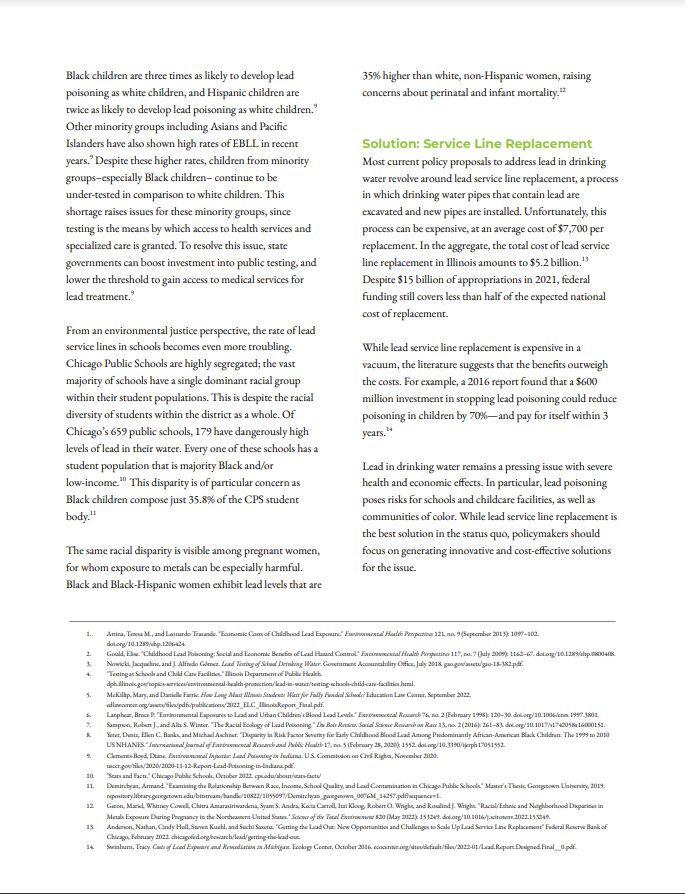 Black children are three times as likely to develop lead
poisoning as white children, and Hispanic children are
twice as likely to develop lead poisoning as white children.⁹
Other minority groups including Asians and Pacific
Islanders have also shown high rates of EBLL in recent
years.⁹ Despite these higher rates, children from minority
groups–especially Black children– continue to be
under-tested in comparison to white children. This
shortage raises issues for these minority groups, since
testing is the means by which access to health services and
specialized care is granted. To resolve this issue, state
governments can boost investment into public testing, and
lower the threshold to gain access to medical services for
lead treatment.⁹
From an environmental justice perspective, the rate of lead
service lines in schools becomes even more troubling.
Chicago Public Schools are highly segregated; the vast
majority of schools have a single dominant racial group
within their student populations. This is despite the racial
diversity of students within the district as a whole. Of
Chicago's 659 public schools, 179 have dangerously high
levels of lead in their water. Every one of these schools has a
student population that is majority Black and/or
low-income.¹⁰ This disparity is of particular concern as
Black children compose just 35.8% of the CPS student
body.¹¹
The same racial disparity is visible among pregnant women,
for whom exposure to metals can be especially harmful.
Black and Black-Hispanic women exhibit lead levels that are
35% higher than white, non-Hispanic women, raising
concerns about perinatal and infant mortality.¹²
Solution: Service Line Replacement
Most current policy proposals to address lead in drinking
water revolve around lead service line replacement, a process
in which drinking water pipes that contain lead are
excavated and new pipes are installed. Unfortunately, this
process can be expensive, at an average cost of $7,700 per
replacement. In the aggregate, the total cost of lead service
line replacement in Illinois amounts to $5.2 billion.¹³
Despite $15 billion of appropriations in 2021, federal
funding still covers less than half of the expected national
cost of replacement.
While lead service line replacement is expensive in a
vacuum, the literature suggests that the benefits outweigh
the costs. For example, a 2016 report found that a $600
million investment in stopping lead poisoning could reduce
poisoning in children by 70%—and pay for itself within 3
years.¹⁴
Lead in drinking water remains a pressing issue with severe
health and economic effects. In particular, lead poisoning
poses risks for schools and childcare facilities, as well as
communities of color. While lead service line replacement is
the best solution in the status quo, policymakers should
focus on generating innovative and cost-effective solutions
for the issue.
1. Attina, Teresa M., and Leonardo Trasande. "Economic Costs of Childhood Lead Exposure." Environmental Health Perspectives 121, no. 9 (September 2013): 1097–102.
doi.org/10.1289/ehp.1206424.
2. Gould, Elise. "Childhood Lead Poisoning: Social and Economic Benefits of Lead Hazard Control." Environmental Health Perspectives 117, no. 7 (July 2009): 1162–67. doi.org/10.1289/ehp.0800408.
3. Nowicki, Jacqueline, and J. Alfredo Gómez. Lead Testing of School Drinking Water. Government Accountability Office, July 2018. gao.gov/assets/gao-18-382.pdf.
4. "Testing at Schools and Child Care Facilities." Illinois Department of Public Health.
dph.illinois.gov/topics-services/environmental-health-protection/lead-in-water/testing-schools-child-care-facilities.html.
5. McKillip, Mary, and Danielle Farrie. How Long Must Illinois Students Wait for Fully Funded Schools? Education Law Center, September 2022.
edlawcenter.org/assets/files/pdfs/publications/2022_ELC_IllinoisReport_Final.pdf.
6. Lanphear, Bruce P. "Environmental Exposures to Lead and Urban Children's Blood Lead Levels." Environmental Research 76, no. 2 (February 1998): 120–30. doi.org/10.1006/enrs.1997.3801.
7. Sampson, Robert J., and Alix S. Winter. "The Racial Ecology of Lead Poisoning." Du Bois Review: Social Science Research on Race 13, no. 2 (2016): 261–83. doi.org/10.1017/s1742058x16000151.
8. Yeter, Deniz, Ellen C. Banks, and Michael Aschner. "Disparity in Risk Factor Severity for Early Childhood Blood Lead Among Predominantly African-American Black Children: The 1999 to 2010
US NHANES." International Journal of Environmental Research and Public Health 17, no. 5 (February 28, 2020): 1552. doi.org/10.3390/ijerph17051552.
9. Clements-Boyd, Diane. Environmental Injustice: Lead Poisoning in Indiana. U.S. Commission on Civil Rights, November 2020.
usccr.gov/files/2020/2020-11-12-Report-Lead-Poisoning-in-Indiana.pdf.
10. "Stats and Facts." Chicago Public Schools, October 2022. cps.edu/about/stats-facts/
11. Demirchyan, Armand. "Examining the Relationship Between Race, Income, School Quality, and Lead Contamination in Chicago Public Schools." Master's Thesis, Georgetown University, 2019.
repository.library.georgetown.edu/bitstream/handle/10822/1055097/Demirchyan_georgetown_0076M_14257.pdf?sequence=1.
12. Geron, Mariel, Whitney Cowell, Chitra Amarasiriwardena, Syam S. Andra, Kecia Carroll, Itai Kloog, Robert O. Wright, and Rosalind J. Wright. "Racial/Ethnic and Neighborhood Disparities in
Metals Exposure During Pregnancy in the Northeastern United States." Science of the Total Environment 820 (May 2022): 153249. doi.org/10.1016/j.scitotenv.2022.153249.
13. Anderson, Nathan, Cindy Hull, Steven Kuehl, and Suchi Saxena. "Getting the Lead Out: New Opportunities and Challenges to Scale Up Lead Service Line Replacement" Federal Reserve Bank of
Chicago, February 2022. chicagofed.org/research/lead/getting-the-lead-out.
14. Swinburn, Tracy. Costs of Lead Exposure and Remediation in Michigan. Ecology Center, October 2016. ecocenter.org/sites/default/files/2022-01/Lead.Report.Designed.Final__0.pdf.